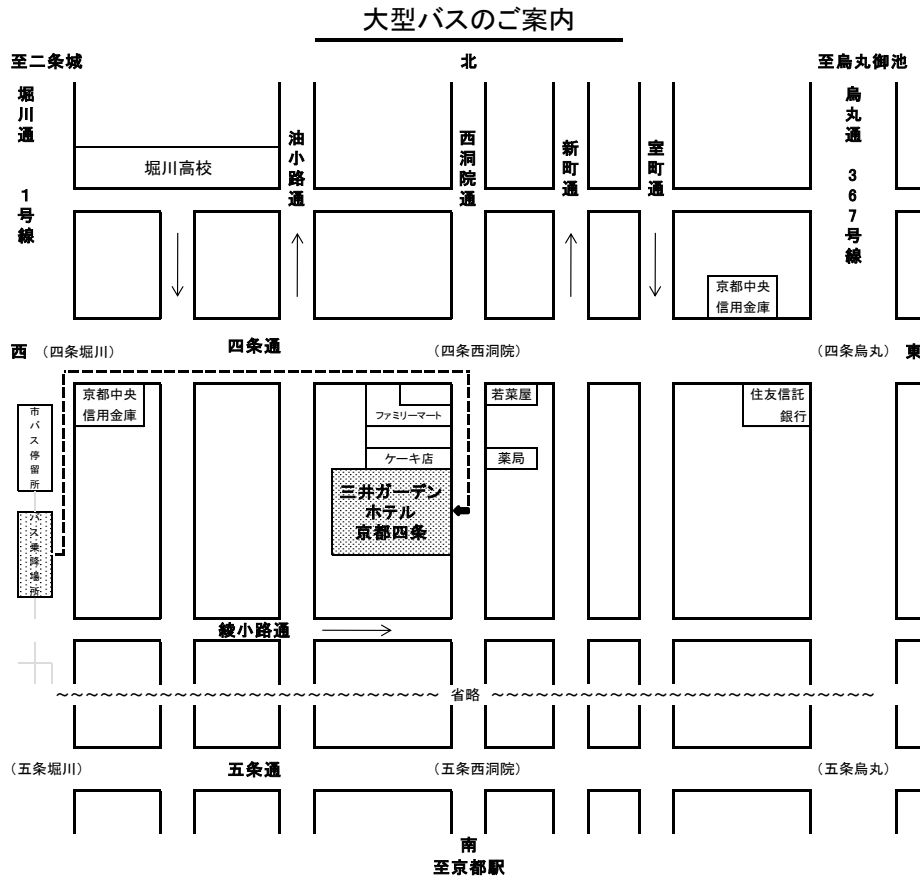 大型バスのご案内
至二条城
北
至烏丸御池
堀川通 1号線
油小路通
西洞院通
新町通
室町通
烏丸通 367号線
堀川高校
京都中央
信用金庫
西
(四条堀川)
四条通
(四条西洞院)
(四条烏丸)
東
市バス停留所
京都中央
信用金庫
ファミリーマート
若菜屋
住友信託
銀行
ケーキ店
薬局
三井ガーデン
ホテル
京都四条
バス乗降場所
綾小路通
～～～～～～～～～～～～～～～～～～～～～～～～～～～～ 省略 ～～～～～～～～～～～～～～～～～～～～～～～～～～～～
(五条堀川)
五条通
(五条西洞院)
(五条烏丸)
南
至京都駅